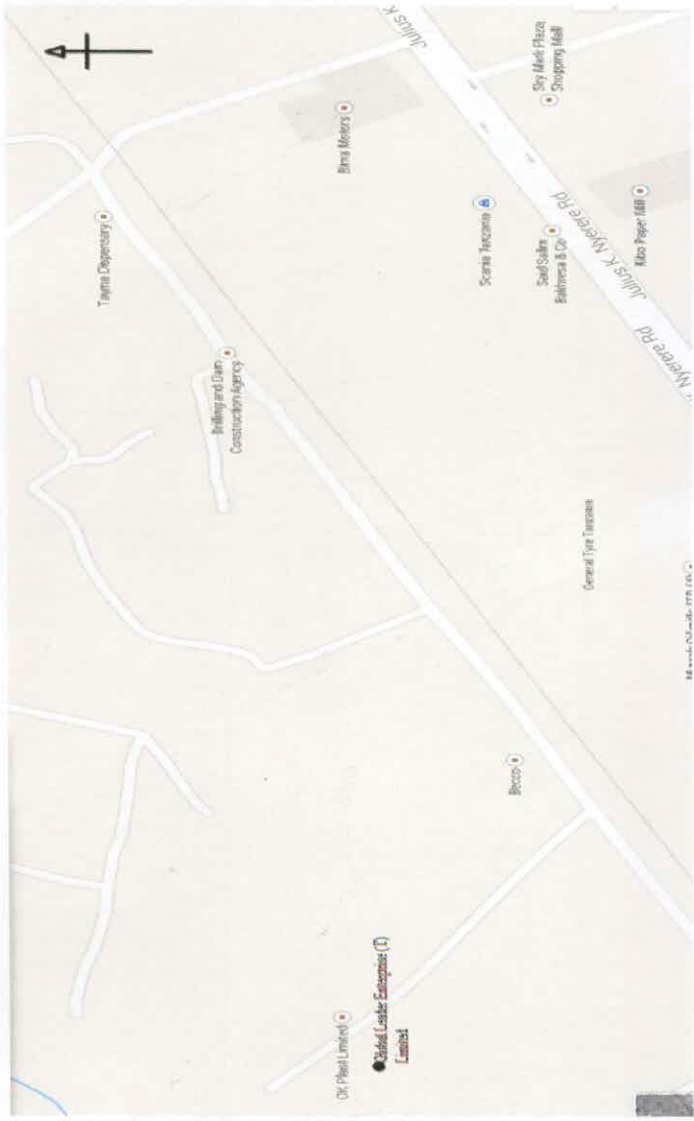 OK Plast Limited
Global Leader Enterprise (T)
Limited
Becco
Drilling and Dam
Construction Agency
Tayma Dispensary
Bima Motors
Scania Tanzania
Said Salim
Bakhresa & Co
Sky Mark Plaza
Shopping Mall
Kibo Paper Mill
General Tyre Tanzania
Nyerere Rd
Julius K. Nyerere Rd
Julius K